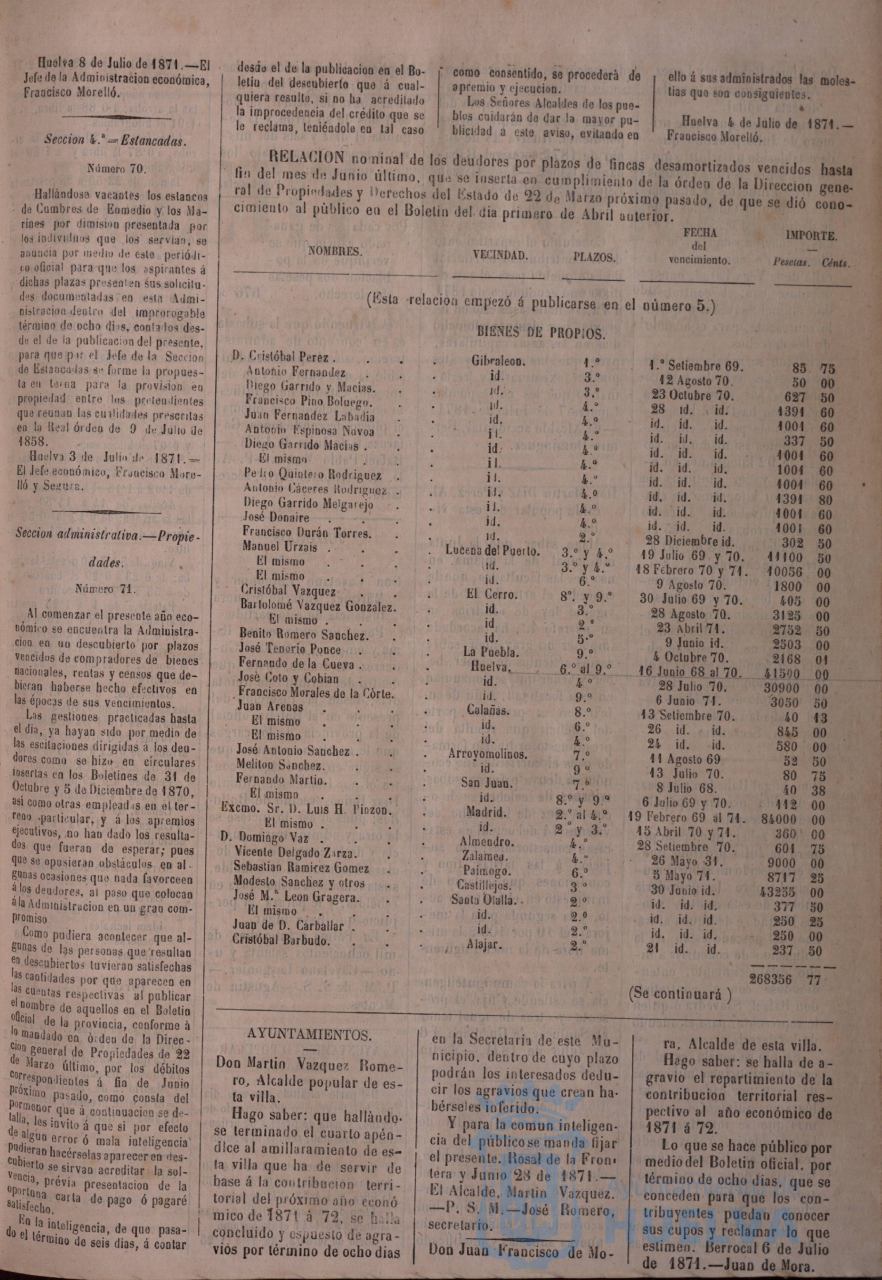 Huelva 8 de Julio de 1871.—El
Jefe de la Administracion económica,
Francisco Morelló.
Seccion 4.ª — Estancadas.
Número 70.
Hallándose vacantes los estancos
de Cumbres de Enmedio y los Ma-
rines por dimision presentada por
los individuos que los servian, se
anuncia por medio de este periódi-
co oficial para que los aspirantes á
dichas plazas presenten sus solicitu-
des documentadas en esta Admi-
nistracion dentro del improrogable
término de ocho dias, contados des-
de el de la publicacion del presente,
para que por el Jefe de la Seccion
de Estancadas se forme la propues-
ta en terna para la provision en
propiedad entre los pretendientes
que reunan las cualidades prescritas
en la Real órden de 9 de Julio de
1858.
Huelva 3 de Julio de 1871.—
El Jefe económico, Francisco More-
lló y Segura.
Seccion administrativa.—Propie-
dades.
Número 71.
Al comenzar el presente año eco-
nómico se encuentra la Administra-
cion en un descubierto por plazos
vencidos de compradores de bienes
nacionales, rentas y censos que de-
bieran haberse hecho efectivos en
las épocas de sus vencimientos.
Las gestiones practicadas hasta
el dia, ya hayan sido por medio de
las escitaciones dirigidas á los deu-
dores como se hizo en circulares
insertas en los Boletines de 31 de
Octubre y 5 de Diciembre de 1870,
asi como otras empleadas en el ter-
reno particular, y á los apremios
ejecutivos, no han dado los resulta-
dos que fueran de esperar; pues
que se opusieran obstáculos en al-
gunas ocasiones que nada favorecen
á los deudores, al paso que colocan
á la Administracion en un gran com-
promiso
Como pudiera acontecer que al-
gunas de las personas que resultan
en descubiertos tuvieran satisfechas
las cantidades por que aparecen en
las cuentas respectivas al publicar
el nombre de aquellos en el Boletin
oficial de la provincia, conforme á
lo mandado en órden de la Direc-
cion general de Propiedades de 22
de Marzo último, por los débitos
correspondientes á fin de Junio
próximo pasado, como consta del
pormenor que á continuacion se de-
talla, les invito á que si por efecto
de algun error ó mala inteligencia
pudieran hacérselas aparecer en des-
cubierto se sirvan acreditar la sol-
vencia, prévia presentacion de la
oportuna carta de pago ó pagaré
satisfecho.
En la inteligencia, de que pasa-
do el término de seis dias, á contar
desde el de la publicacion en el Bo-
letin del descubierto que á cual-
quiera resulte, si no ha acreditado
la improcedencia del crédito que se
le reclama, teniéndole en tal caso
como consentido, se procederá de
apremio y ejecucion.
Los Señores Alcaldes de los pue-
blos cuidarán de dar la mayor pu-
blicidad á este aviso, evitando en
ello á sus administrados las moles-
tias que son consiguientes.
Huelva 4 de Julio de 1871.—
Francisco Morelló.
RELACION nominal de los deudores por plazos de fincas desamortizados vencidos hasta
fin del mes de Junio último, que se inserta en cumplimiento de la órden de la Direccion gene-
ral de Propiedades y Derechos del Estado de 22 de Marzo próximo pasado, de que se dió cono-
cimiento al público en el Boletin del dia primero de Abril anterior.
NOMBRES. VECINDAD. PLAZOS. FECHA del vencimiento. IMPORTE. Pesetas. Cénts.
(Esta relacion empezó á publicarse en el número 5.)
BIENES DE PROPIOS.
D. Cristóbal Perez . . . . Gibraleon. 1.º 1.º Setiembre 69. 85 75
Antonio Fernandez . . . id. 3.º 12 Agosto 70. 50 00
Diego Garrido y Macias. . . id. 3.º 23 Octubre 70. 627 50
Francisco Pino Boluego. . . id. 4.º 28 id. id. 1391 60
Juan Fernandez Labadia . . id. 4.º id. id. id. 1001 60
Antonio Espinosa Navoa . . id. 4.º id. id. id. 337 50
Diego Garrido Macias . . . id. 4.º id. id. id. 1001 60
El mismo . . . id. 4.º id. id. id. 1001 60
Pedro Quintero Rodriguez . . id. 4.º id. id. id. 1001 60
Antonio Cáceres Rodriguez . . id. 4.º id. id. id. 1391 80
Diego Garrido Melgarejo . . id. 4.º id. id. id. 1001 60
José Donaire . . . id. 4.º id. id. id. 1001 60
Francisco Durán Torres. . . id. 2.º 28 Diciembre id. 302 50
Manuel Urzais . . . Lucena del Puerto. 3.º y 4.º 19 Julio 69 y 70. 11100 50
El mismo . . . id. 3.º y 4.º 18 Febrero 70 y 71. 10056 00
El mismo . . . id. 6.º 9 Agosto 70. 1800 00
Cristóbal Vazquez . . . El Cerro. 8º. y 9.º 30 Julio 69 y 70. 405 00
Bartolomé Vazquez Gonzalez. . id. 3.º 28 Agosto 70. 3125 00
El mismo . . . id. 2º 23 Abril 71. 2752 50
Benito Romero Sanchez. . . id. 5.º 9 Junio id. 2503 00
José Tenorio Ponce . . . La Puebla. 9.º 4 Octubre 70. 2168 01
Fernando de la Cueva . . . Huelva. 6.º al 9.º 16 Junio 68 al 70. 41500 00
José Coto y Cobian . . . id. 4º 28 Julio 70. 30900 00
Francisco Morales de la Córte. . id. 9.º 6 Junio 71. 3050 50
Juan Arenas . . . Calañas. 8.º 13 Setiembre 70. 40 43
El mismo . . . id. 6.º 26 id. id. 845 00
El mismo . . . id. 4.º 24 id. id. 580 00
José Antonio Sanchez . . . Arroyomolinos. 7.º 11 Agosto 69 52 50
Meliton Sanchez. . . . id. 9º 13 Julio 70. 80 75
Fernando Martin. . . . San Juan. 7.º 8 Julio 68. 40 38
El mismo . . . id. 8.º y 9.º 6 Julio 69 y 70. 112 00
Excmo. Sr. D. Luis H. Pinzon. . Madrid. 2.º al 4.º 19 Febrero 69 al 71. 84000 00
El mismo . . . id. 2º y 3.º 15 Abril 70 y 71. 360 00
D. Domingo Vaz . . . Almendro. 4.º 28 Setiembre 70. 601 75
Vicente Delgado Zarza. . . Zalamea. 4.º 26 Mayo 31. 9000 00
Sebastian Ramirez Gomez . . Paimogo. 6.º 5 Mayo 71. 8717 25
Modesto Sanchez y otros . . Castillejos. 3º 30 Junio id. 43255 00
José M.ª Leon Gragera. . . Santa Olalla. 2.º id. id. id. 377 50
El mismo . . . id. 2.º id. id. id. 250 25
Juan de D. Carballar . . . id. 2.º id. id. id. 250 00
Cristóbal Barbudo. . . . Alajar. 2.º 21 id. id. 237 50
268356 77
(Se continuará )
AYUNTAMIENTOS.
Don Martin Vazquez Rome-
ro, Alcalde popular de es-
ta villa.
Hago saber: que hallándo-
se terminado el cuarto apén-
dice al amillaramiento de es-
ta villa que ha de servir de
base á la contribucion terri-
torial del próximo año econó
mico de 1871 á 72, se halla
concluido y espuesto de agra-
vios por término de ocho dias
en la Secretaria de este Mu-
nicipio, dentro de cuyo plazo
podrán los interesados dedu-
cir los agravios que crean ha-
bérseles inferido.
Y para la comun inteligen-
cia del público se manda fijar
el presente. Rosal de la Fron-
tera y Junio 23 de 1871.—
El Alcalde, Martin Vazquez.
—P. S. M.—José Romero,
secretario.
Don Juan Francisco de Mo-
ra, Alcalde de esta villa.
Hago saber: se halla de a-
gravio el repartimiento de la
contribucion territorial res-
pectivo al año económico de
1871 á 72.
Lo que se hace público por
medio del Boletin oficial, por
término de ocho dias, que se
conceden para que los con-
tribuyentes puedan conocer
sus cupos y reclamar lo que
estimen. Berrocal 6 de Julio
de 1871.—Juan de Mora.